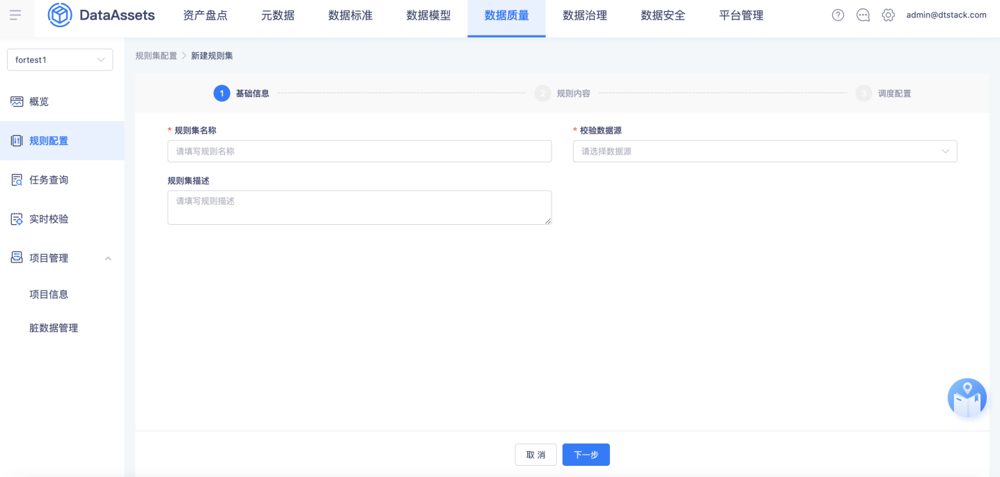 DataAssets 资产盘点 元数据 数据标准 数据模型 数据质量 数据治理 数据安全 平台管理 admin@dtstack.com
fortest1
概览
规则配置
任务查询
实时校验
项目管理
项目信息
脏数据管理
规则集配置 > 新建规则集
1 基础信息 2 规则内容 3 调度配置
* 规则集名称
请填写规则名称
* 校验数据源
请选择数据源
规则集描述
请填写规则描述
取 消 下一步